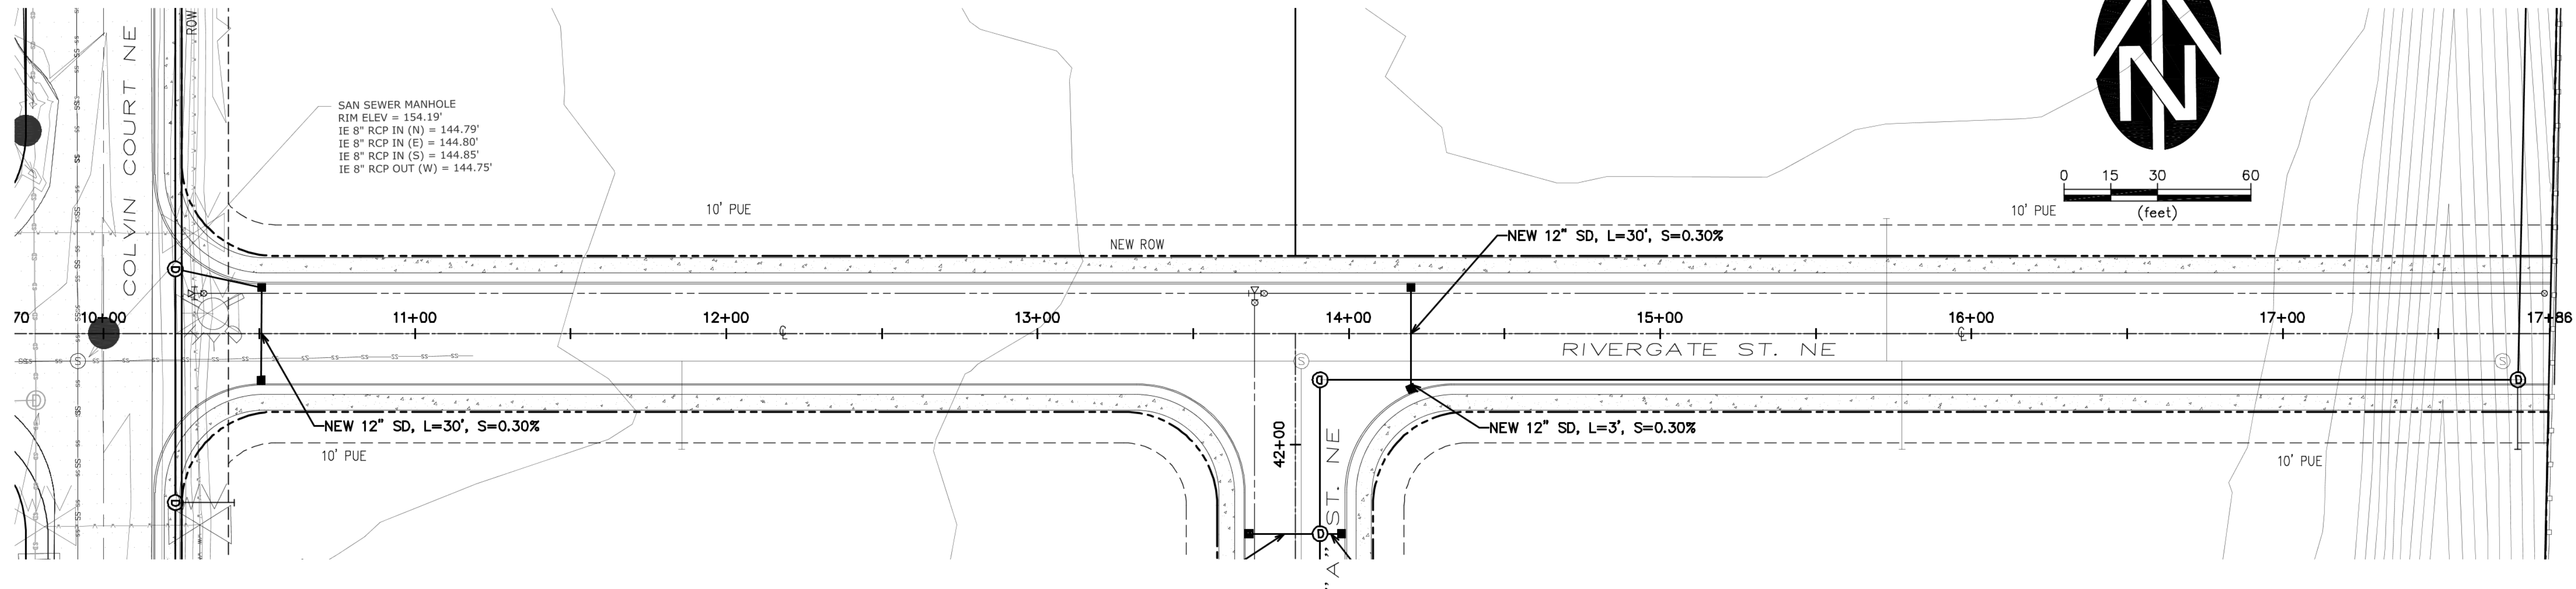 COLVIN COURT NE
ROW
SAN SEWER MANHOLE
RIM ELEV = 154.19'
IE 8" RCP IN (N) = 144.79'
IE 8" RCP IN (E) = 144.80'
IE 8" RCP IN (S) = 144.85'
IE 8" RCP OUT (W) = 144.75'
N
0 15 30 60
(feet)
10' PUE
10' PUE
NEW ROW
NEW 12" SD, L=30', S=0.30%
70 10+00 11+00 12+00 13+00 14+00 15+00 16+00 17+00 17+86
RIVERGATE ST. NE
NEW 12" SD, L=30', S=0.30%
10' PUE
42+00
"A" ST. NE
NEW 12" SD, L=3', S=0.30%
10' PUE